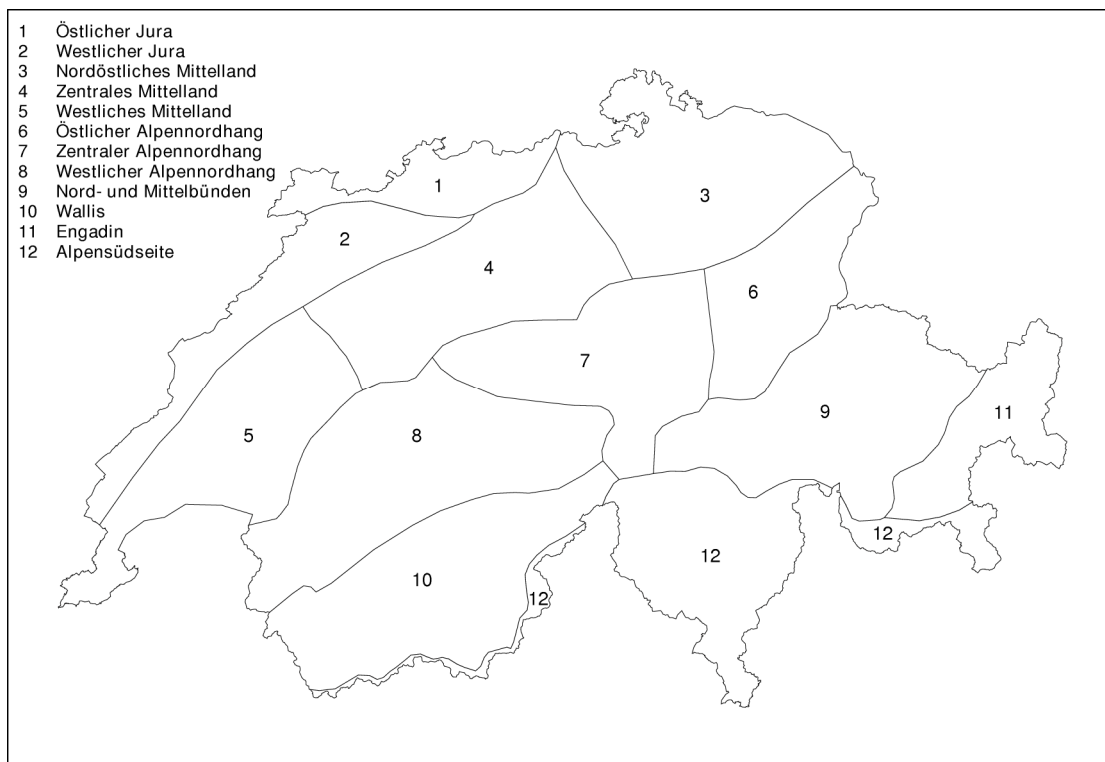 1 Östlicher Jura
2 Westlicher Jura
3 Nordöstliches Mittelland
4 Zentrales Mittelland
5 Westliches Mittelland
6 Östlicher Alpennordhang
7 Zentraler Alpennordhang
8 Westlicher Alpennordhang
9 Nord- und Mittelbünden
10 Wallis
11 Engadin
12 Alpensüdseite
1
3
2
4
6
7
9
11
5
8
12
12
10
12